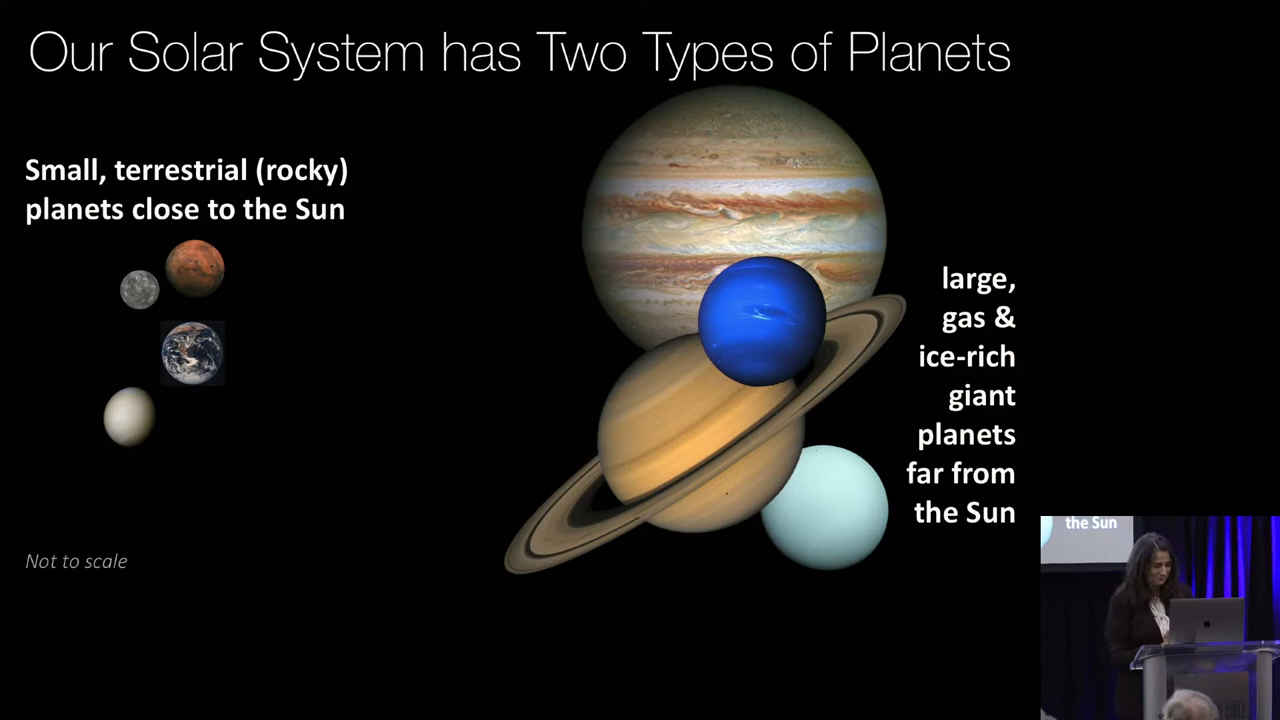 Our Solar System has Two Types of Planets
Small, terrestrial (rocky)
planets close to the Sun
large,
gas &
ice-rich
giant
planets
far from
the Sun
Not to scale
the Sun